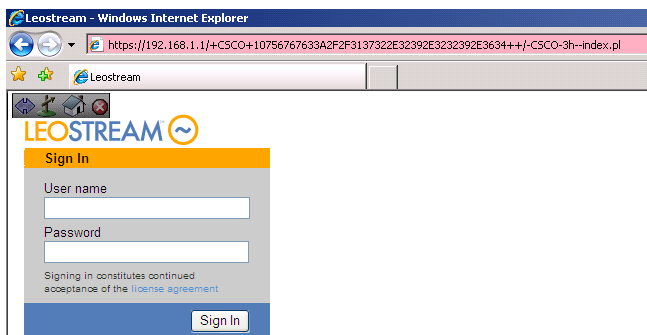 Leostream - Windows Internet Explorer
https://192.168.1.1/+CSCO+10756767633A2F2F3137322E32392E3232392E3634++/-CSCO-3h--index.pl
Leostream
LEOSTREAM
Sign In
User name
Password
Signing in constitutes continued
acceptance of the license agreement
Sign In